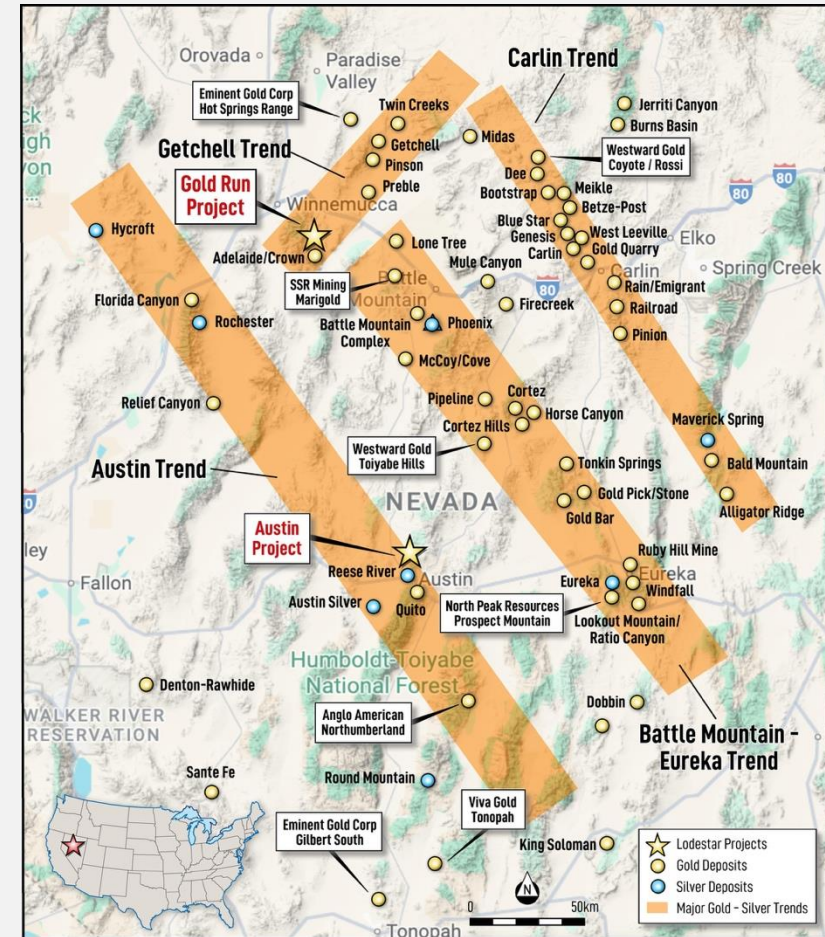 Orovada
Paradise
Valley
Carlin Trend
Eminent Gold Corp
Hot Springs Range
Twin Creeks
Jerriti Canyon
Burns Basin
Midas
Getchell
Getchell Trend
Pinson
Westward Gold
Coyote / Rossi
Dee
Preble
Bootstrap
Meikle
Betze-Post
80
80
Gold Run
Project
Winnemucca
Hycroft
Blue Star
Genesis
West Leeville
Carlin
Gold Quarry
Elko
Adelaide/Crown
Lone Tree
Mule Canyon
Carlin
Spring Creek
SSR Mining
Marigold
Battle
Mountain
80
Rain/Emigrant
Florida Canyon
Firecreek
Railroad
Rochester
Battle Mountain
Complex
Phoenix
Pinion
McCoy/Cove
Relief Canyon
Pipeline
Cortez
Horse Canyon
Cortez Hills
Maverick Spring
Westward Gold
Toiyabe Hills
Tonkin Springs
Bald Mountain
Austin Trend
80
NEVADA
Gold Pick/Stone
Gold Bar
Alligator Ridge
Austin
Project
ley
Fallon
Reese River
Austin
Ruby Hill Mine
Eureka
Eureka
Windfall
Austin Silver
Quito
North Peak Resources
Prospect Mountain
Lookout Mountain/
Ratio Canyon
Humboldt-Toiyabe
National Forest
Denton-Rawhide
WALKER RIVER
RESERVATION
Anglo American
Northumberland
Dobbin
Battle Mountain -
Eureka Trend
Sante Fe
Round Mountain
Viva Gold
Tonopah
Eminent Gold Corp
Gilbert South
King Soloman
Lodestar Projects
Gold Deposits
Silver Deposits
Major Gold - Silver Trends
N
0
50km
Tonopah